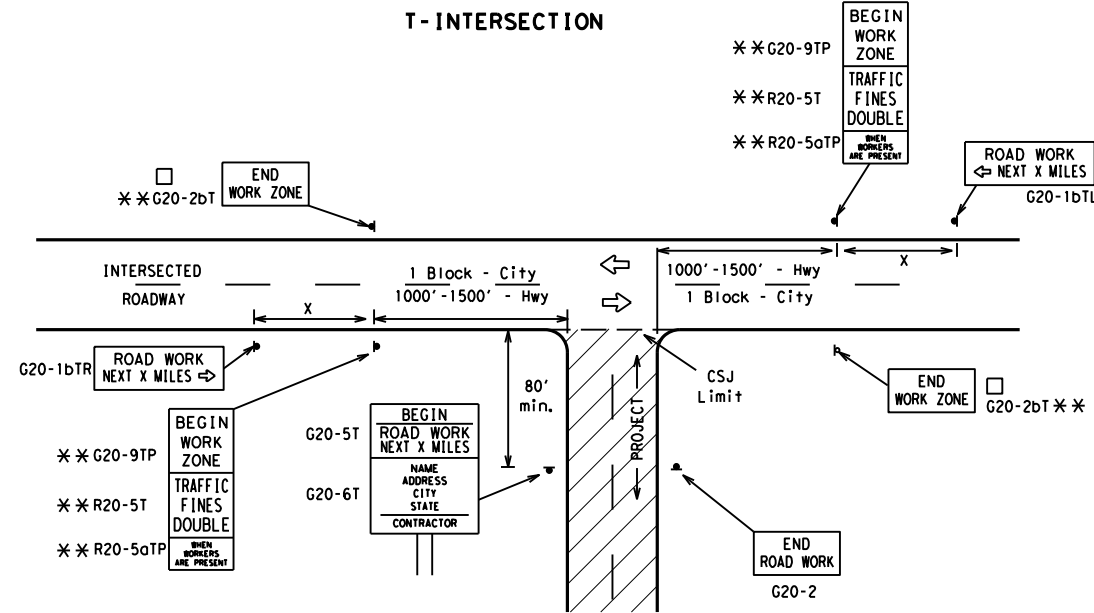 T-INTERSECTION
BEGIN
WORK
ZONE
TRAFFIC
FINES
DOUBLE
WHEN
WORKERS
ARE PRESENT
**G20-9TP
**R20-5T
**R20-5aTP
ROAD WORK
⇦ NEXT X MILES
G20-1bTL
□
**G20-2bT
END
WORK ZONE
INTERSECTED
ROADWAY
1 Block - City
1000'-1500' - Hwy
X
1000'-1500' - Hwy
1 Block - City
X
G20-1bTR
ROAD WORK
NEXT X MILES ⇨
80'
min.
CSJ
Limit
PROJECT
END
WORK ZONE
□
G20-2bT**
**G20-9TP
**R20-5T
**R20-5aTP
BEGIN
WORK
ZONE
TRAFFIC
FINES
DOUBLE
WHEN
WORKERS
ARE PRESENT
G20-5T
G20-6T
BEGIN
ROAD WORK
NEXT X MILES
NAME
ADDRESS
CITY
STATE
CONTRACTOR
END
ROAD WORK
G20-2